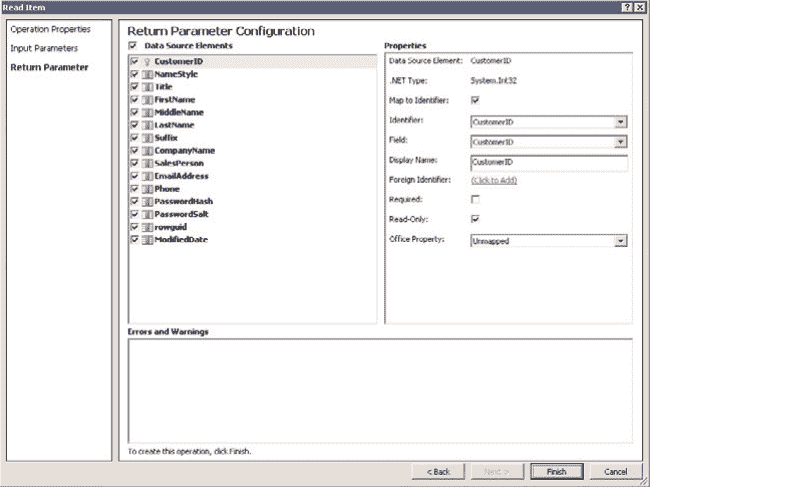 Read Item
Operation Properties
Input Parameters
Return Parameter
Return Parameter Configuration
Data Source Elements
CustomerID
NameStyle
Title
FirstName
MiddleName
LastName
Suffix
CompanyName
SalesPerson
EmailAddress
Phone
PasswordHash
PasswordSalt
rowguid
ModifiedDate
Properties
Data Source Element: CustomerID
.NET Type: System.Int32
Map to Identifier:
Identifier: CustomerID
Field: CustomerID
Display Name: CustomerID
Foreign Identifier: (Click to Add)
Required:
Read-Only:
Office Property: Unmapped
Errors and Warnings
To create this operation, click Finish.
< Back Next > Finish Cancel